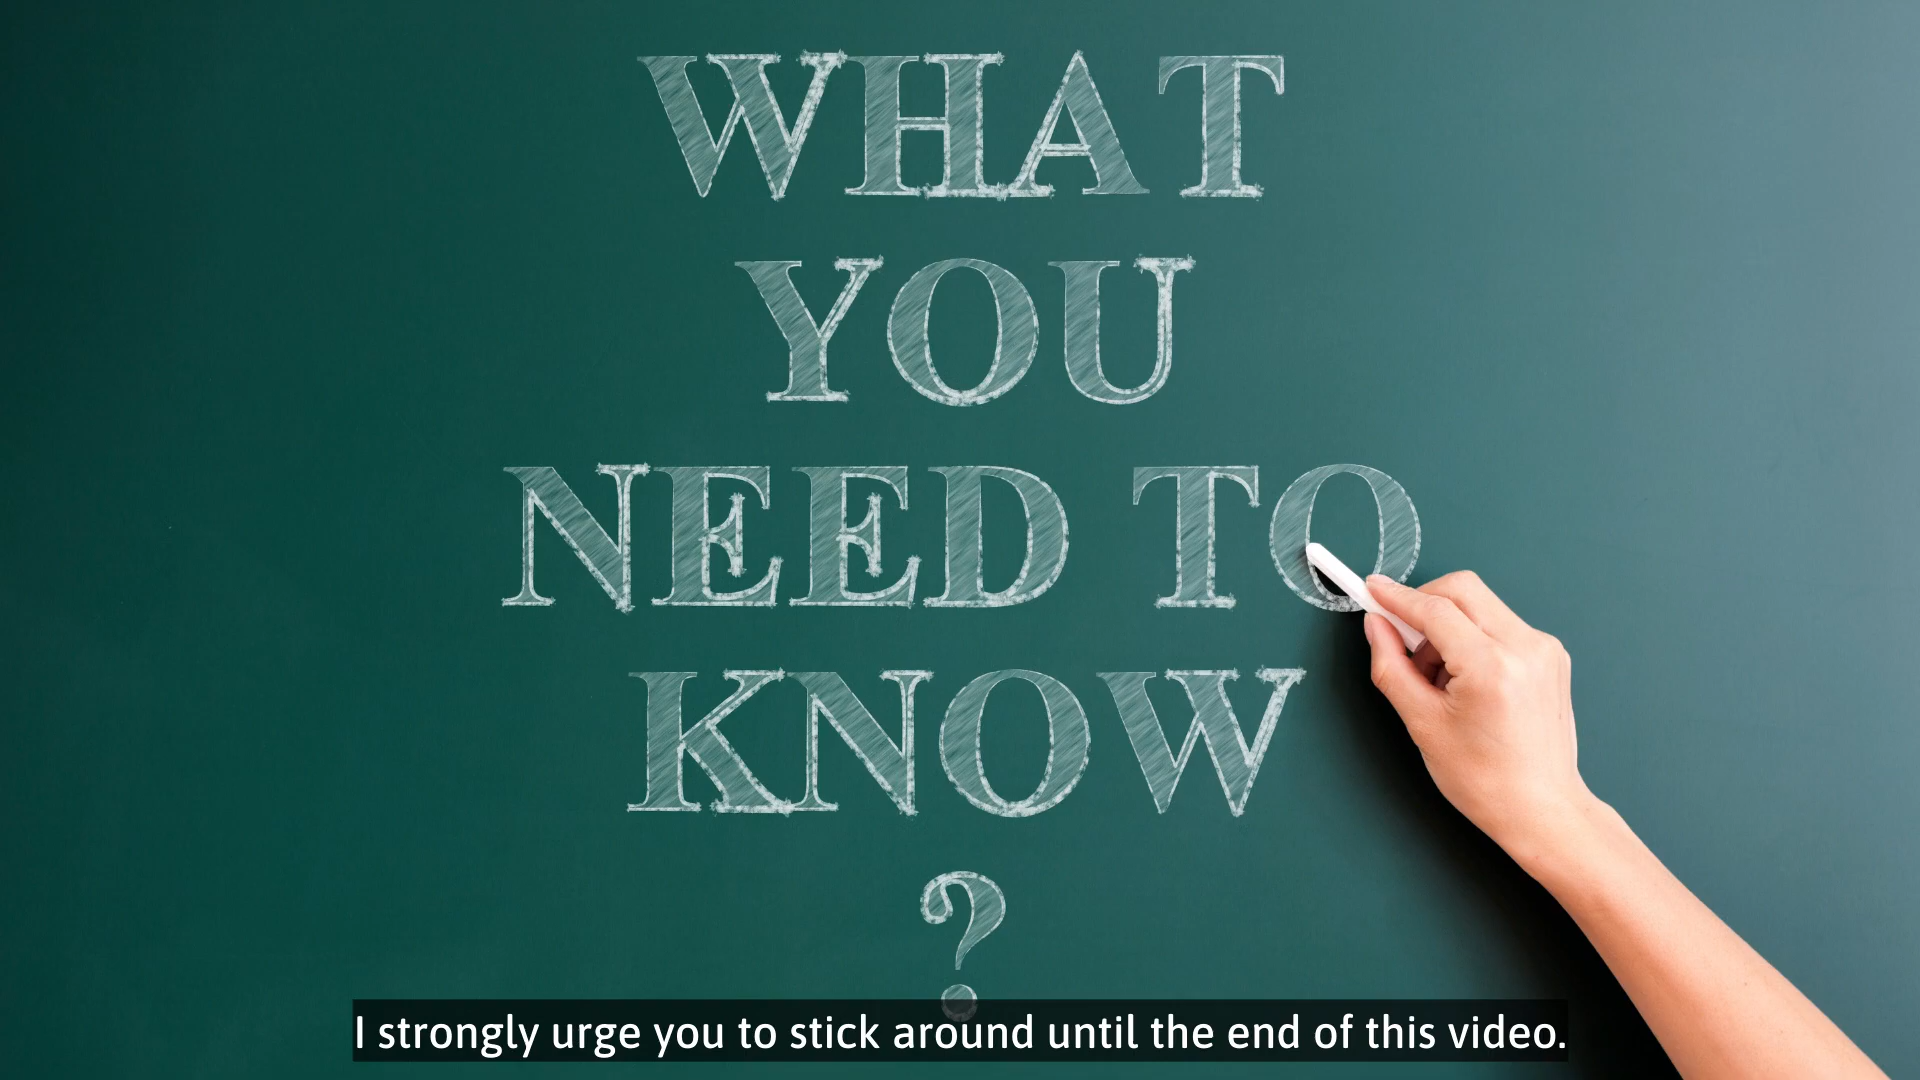 WHAT
YOU
NEED TO
KNOW
?
I strongly urge you to stick around until the end of this video.